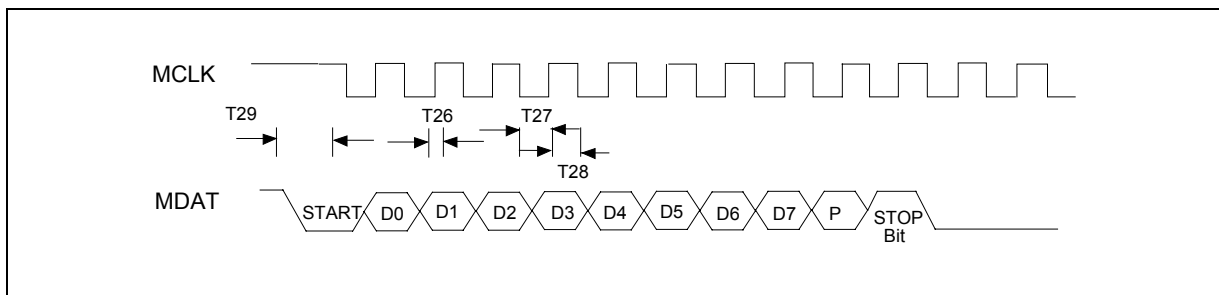 MCLK
T29 T26 T27
T28
MDAT
START D0 D1 D2 D3 D4 D5 D6 D7 P STOP
Bit